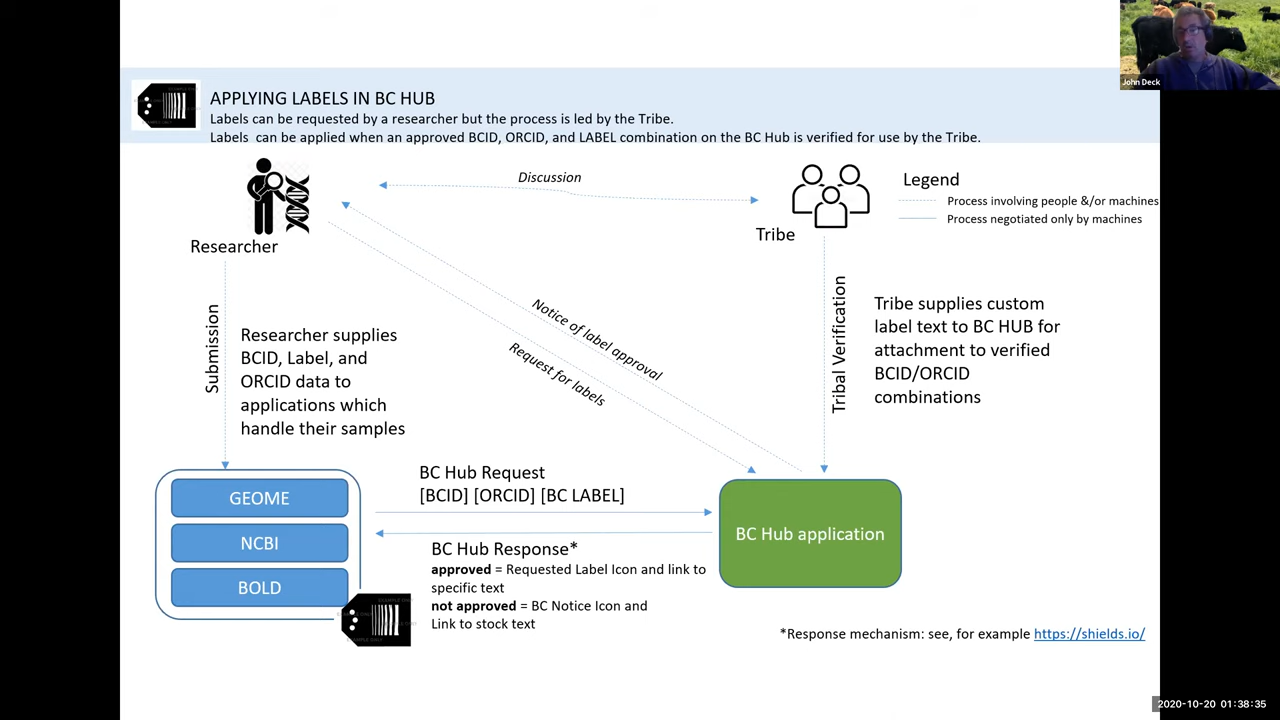 John Deck
APPLYING LABELS IN BC HUB
Labels can be requested by a researcher but the process is led by the Tribe.
Labels can be applied when an approved BCID, ORCID, and LABEL combination on the BC Hub is verified for use by the Tribe.
Discussion
Legend
Process involving people &/or machines
Process negotiated only by machines
Researcher
Tribe
Submission
Researcher supplies
BCID, Label, and
ORCID data to
applications which
handle their samples
Notice of label approval
Request for labels
Tribal Verification
Tribe supplies custom
label text to BC HUB for
attachment to verified
BCID/ORCID
combinations
GEOME
NCBI
BOLD
BC Hub Request
[BCID] [ORCID] [BC LABEL]
BC Hub Response*
approved = Requested Label Icon and link to
specific text
not approved = BC Notice Icon and
Link to stock text
BC Hub application
EXAMPLE ONLY
EXAMPLE ONLY
*Response mechanism: see, for example https://shields.io/
2020-10-20 01:38:35